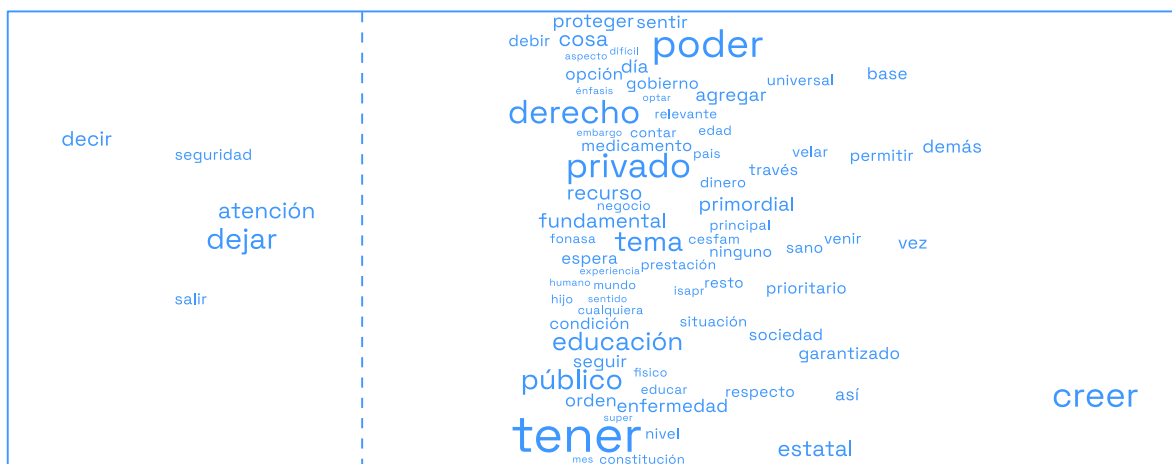 proteger sentir
debir cosa poder
aspecto difícil
opción día
gobierno universal base
énfasis optar agregar
derecho relevante
decir embargo contar edad
seguridad medicamento pais velar permitir demás
privado través
recurso dinero
atención negocio primordial
fundamental principal
dejar fonasa tema cesfam venir vez
ninguno sano
espera prestación
experiencia
humano mundo isapr resto prioritario
salir hijo sentido
cualquiera
condición situación
educación sociedad
seguir garantizado
público fisico
educar respecto así creer
orden enfermedad
super
tener nivel estatal
mes constitución